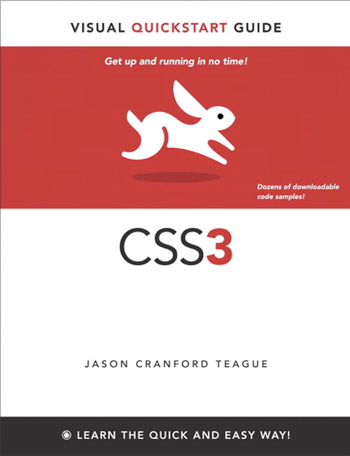 VISUAL QUICKSTART GUIDE
Get up and running in no time!
Dozens of downloadable
code samples!
CSS3
JASON CRANFORD TEAGUE
LEARN THE QUICK AND EASY WAY!